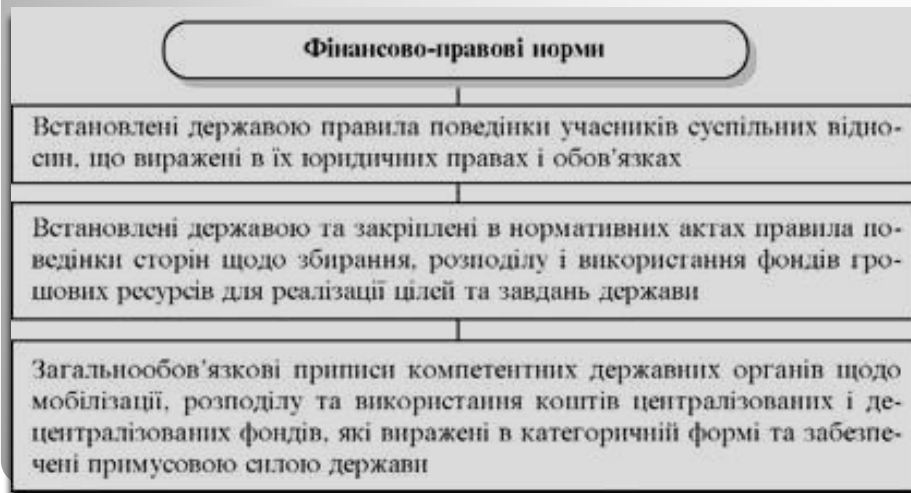 Фінансово-правові норми
Встановлені державою правила поведінки учасників суспільних відно-
син, що виражені в їх юридичних правах і обов’язках
Встановлені державою та закріплені в нормативних актах правила по-
ведінки сторін щодо збирання, розподілу і використання фондів гро-
шових ресурсів для реалізації цілей та завдань держави
Загальнообов’язкові приписи компетентних державних органів щодо
мобілізації, розподілу та використання коштів централізованих і де-
централізованих фондів, які виражені в категоричній формі та забезпе-
чені примусовою силою держави